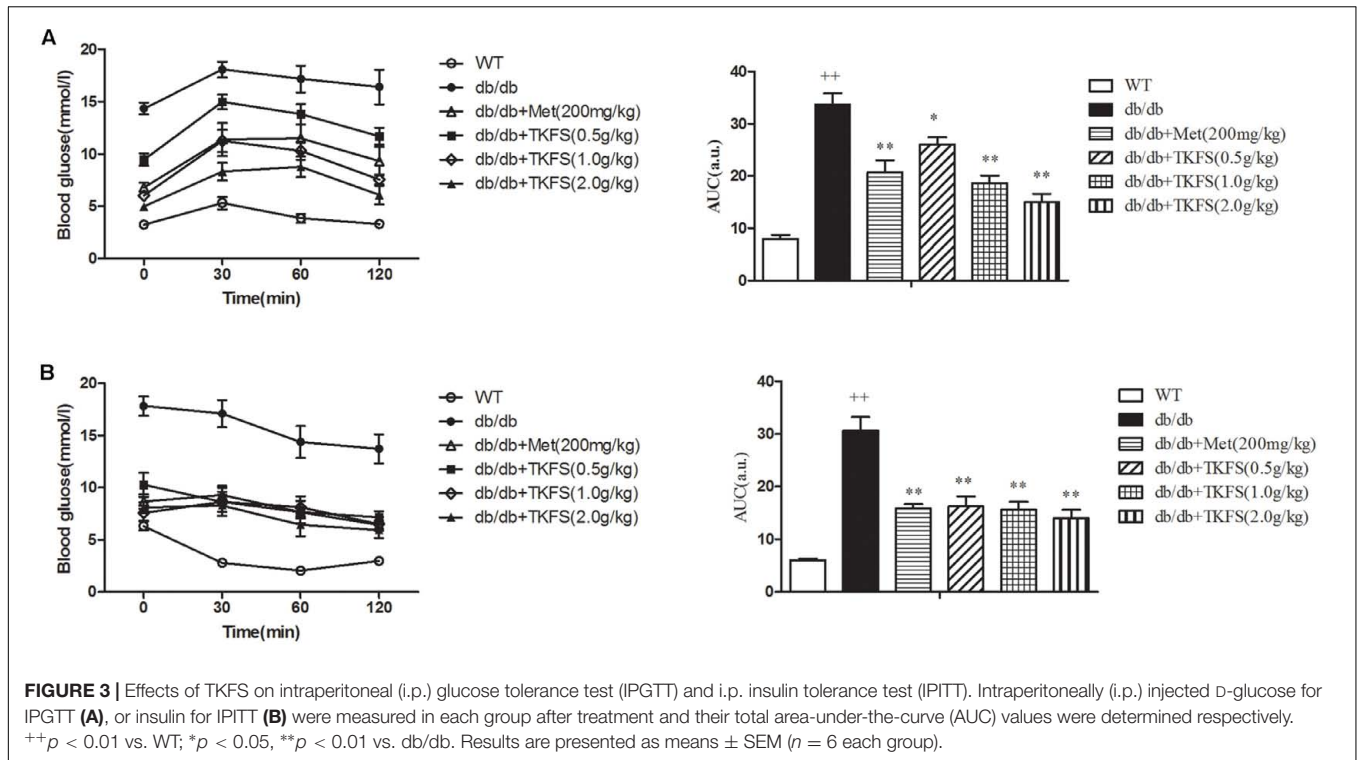 A
20
15
10
5
0
Blood glucose(mmol/l)
0 30 60 120
Time(min)
WT
db/db
db/db+Met(200mg/kg)
db/db+TKFS(0.5g/kg)
db/db+TKFS(1.0g/kg)
db/db+TKFS(2.0g/kg)
40
30
20
10
0
AUC(a.u.)
++
**
*
**
**
WT
db/db
db/db+Met(200mg/kg)
db/db+TKFS(0.5g/kg)
db/db+TKFS(1.0g/kg)
db/db+TKFS(2.0g/kg)
B
20
15
10
5
0
Blood glucose(mmol/l)
0 30 60 120
Time(min)
WT
db/db
db/db+Met(200mg/kg)
db/db+TKFS(0.5g/kg)
db/db+TKFS(1.0g/kg)
db/db+TKFS(2.0g/kg)
40
30
20
10
0
AUC(a.u.)
++
** ** ** **
WT
db/db
db/db+Met(200mg/kg)
db/db+TKFS(0.5g/kg)
db/db+TKFS(1.0g/kg)
db/db+TKFS(2.0g/kg)
FIGURE 3 | Effects of TKFS on intraperitoneal (i.p.) glucose tolerance test (IPGTT) and i.p. insulin tolerance test (IPITT). Intraperitoneally (i.p.) injected D-glucose for
IPGTT (A), or insulin for IPITT (B) were measured in each group after treatment and their total area-under-the-curve (AUC) values were determined respectively.
++p < 0.01 vs. WT; *p < 0.05, **p < 0.01 vs. db/db. Results are presented as means ± SEM (n = 6 each group).